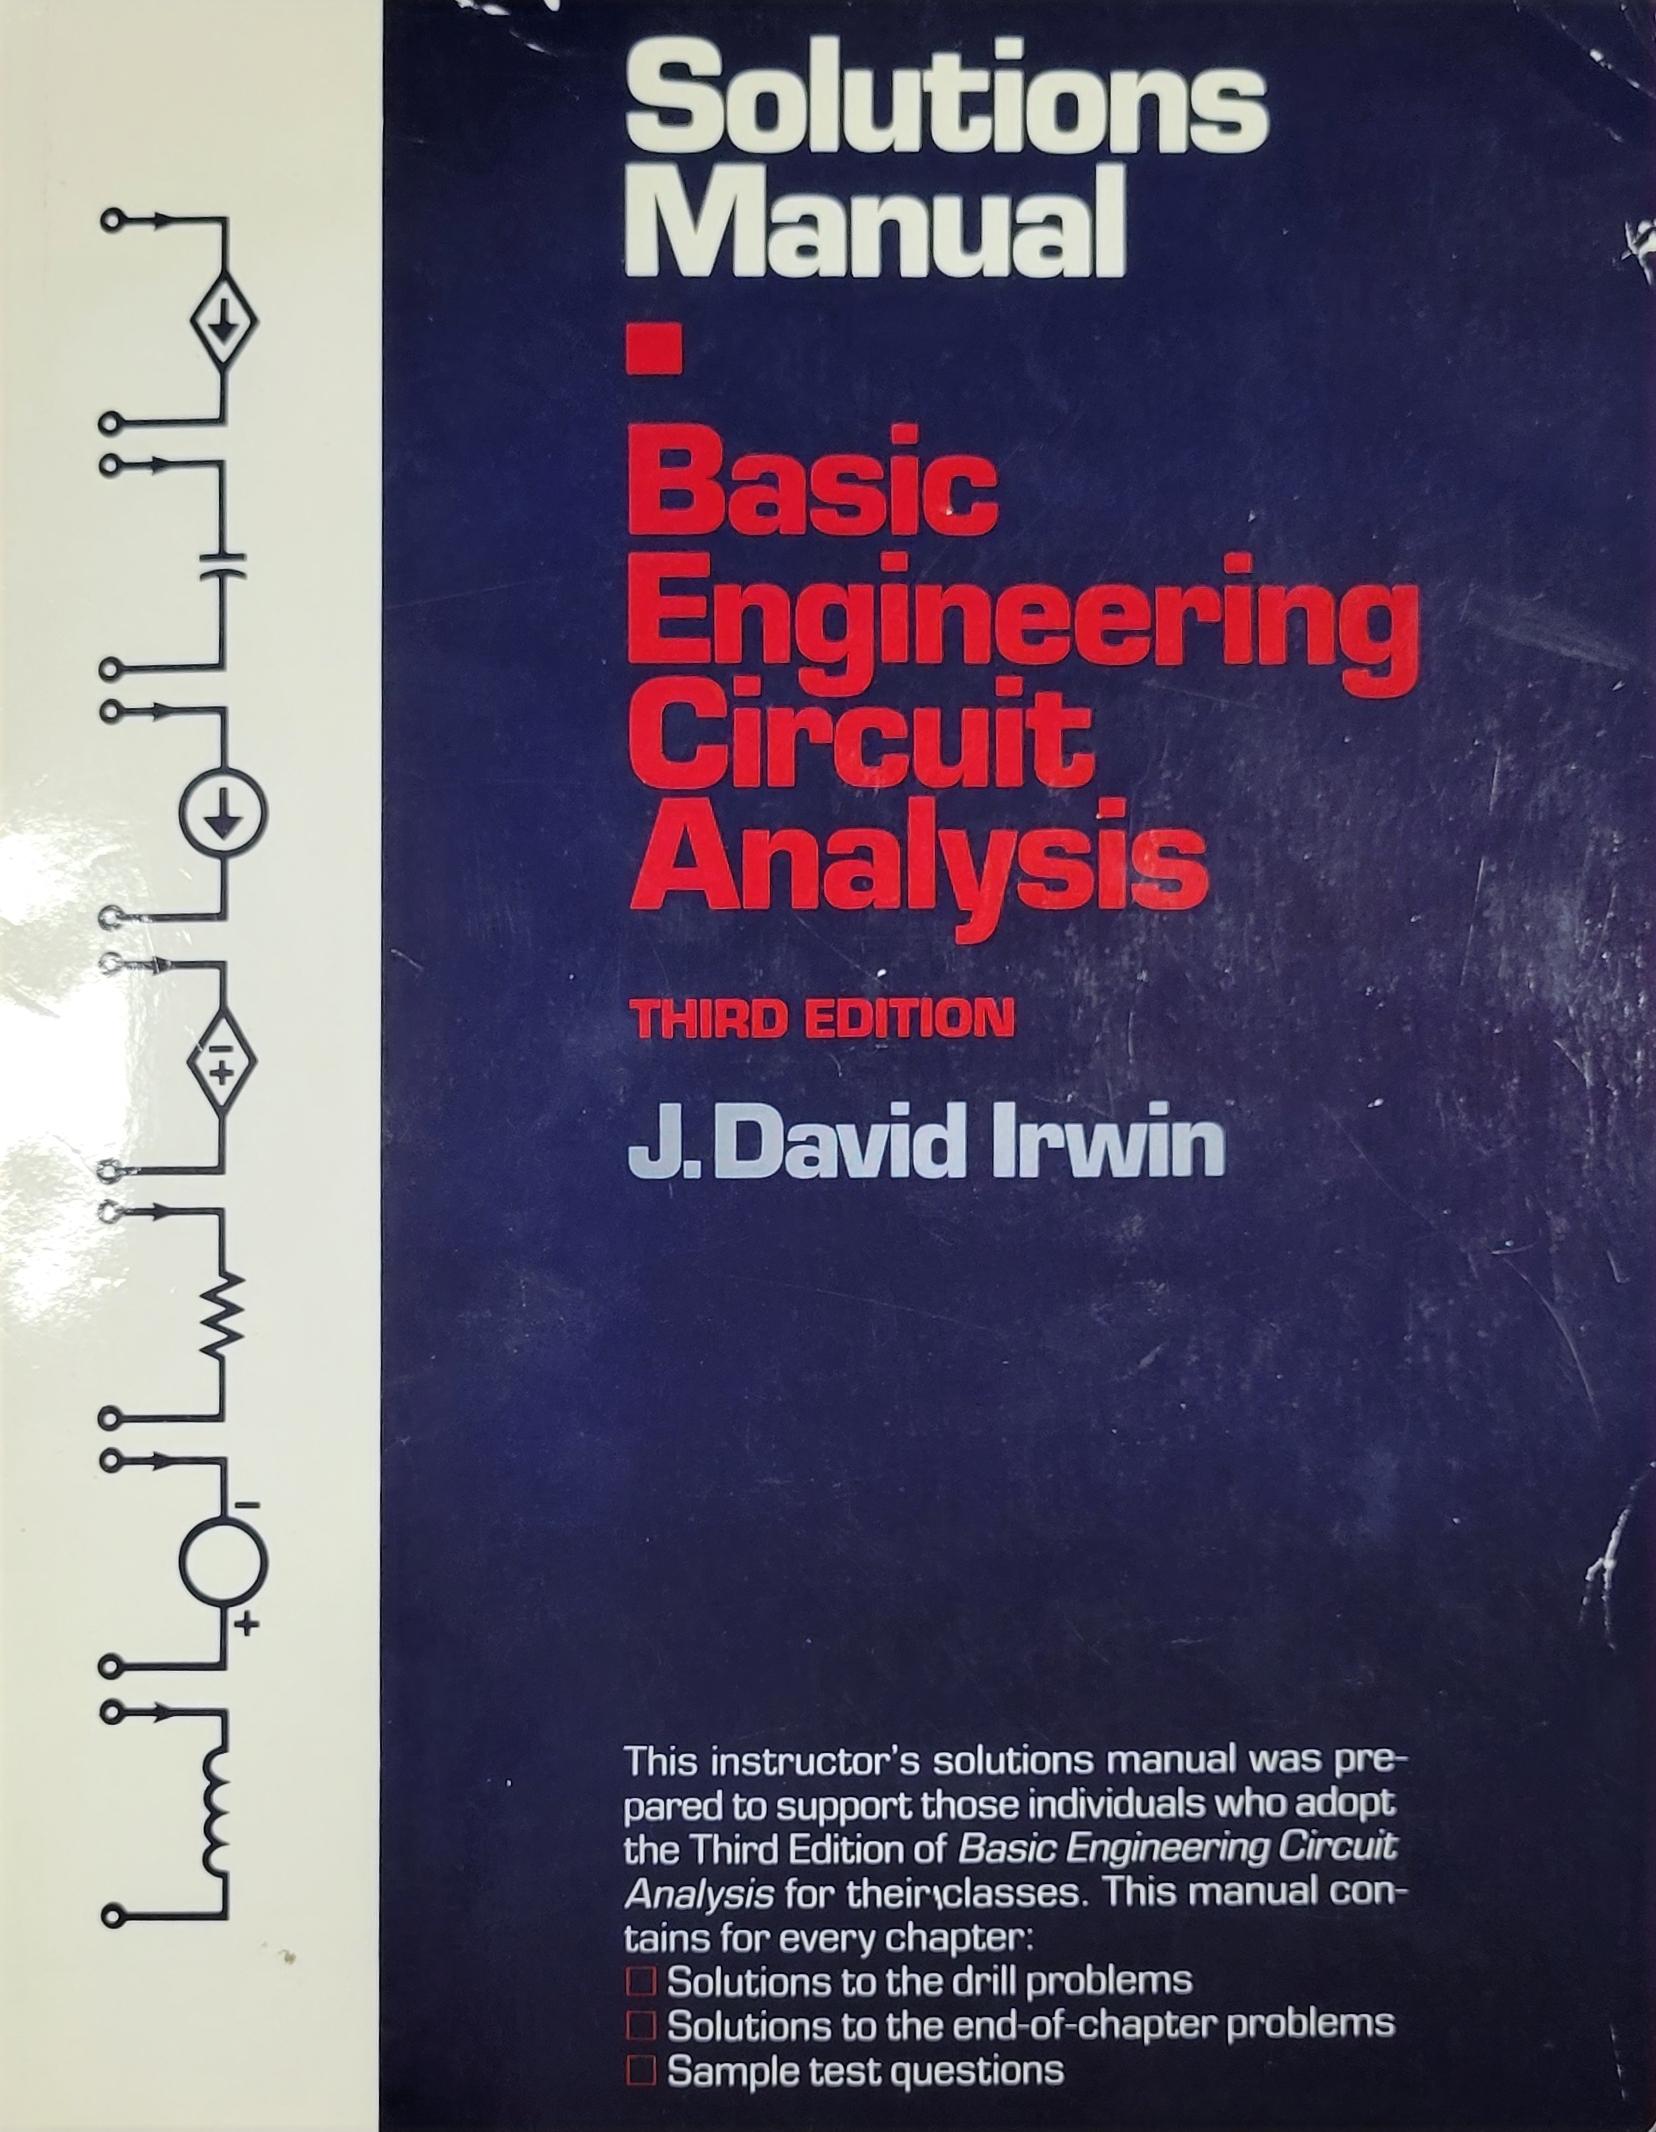 Solutions
Manual
Basic
Engineering
Circuit
Analysis
THIRD EDITION
J. David Irwin
This instructor's solutions manual was pre-
pared to support those individuals who adopt
the Third Edition of Basic Engineering Circuit
Analysis for their classes. This manual con-
tains for every chapter:
Solutions to the drill problems
Solutions to the end-of-chapter problems
Sample test questions